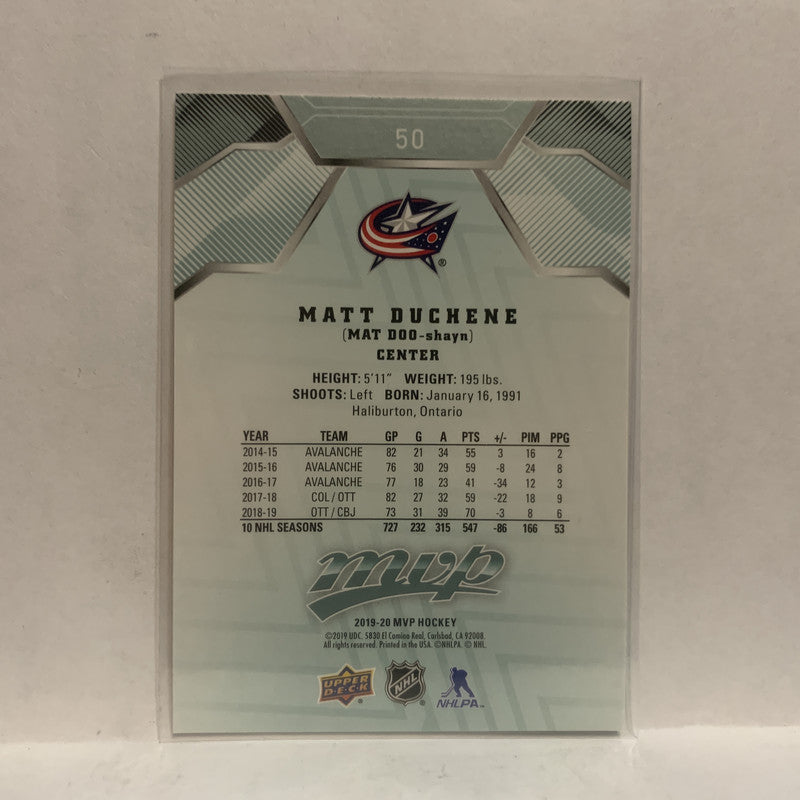 50
®
MATT DUCHENE
(MAT DOO-shayn)
CENTER
HEIGHT: 5'11" WEIGHT: 195 lbs.
SHOOTS: Left BORN: January 16, 1991
Haliburton, Ontario
YEAR TEAM GP G A PTS +/- PIM PPG
2014-15 AVALANCHE 82 21 34 55 3 16 2
2015-16 AVALANCHE 76 30 29 59 -8 24 8
2016-17 AVALANCHE 77 18 23 41 -34 12 3
2017-18 COL / OTT 82 27 32 59 -22 18 9
2018-19 OTT / CBJ 73 31 39 70 -3 8 6
10 NHL SEASONS 727 232 315 547 -86 166 53
mvp
2019-20 MVP HOCKEY
©2019 UDC. 5830 El Camino Real, Carlsbad, CA 92008.
All rights reserved. Printed in the USA. ©NHLPA. © NHL.
UPPER DECK NHL ® NHLPA™